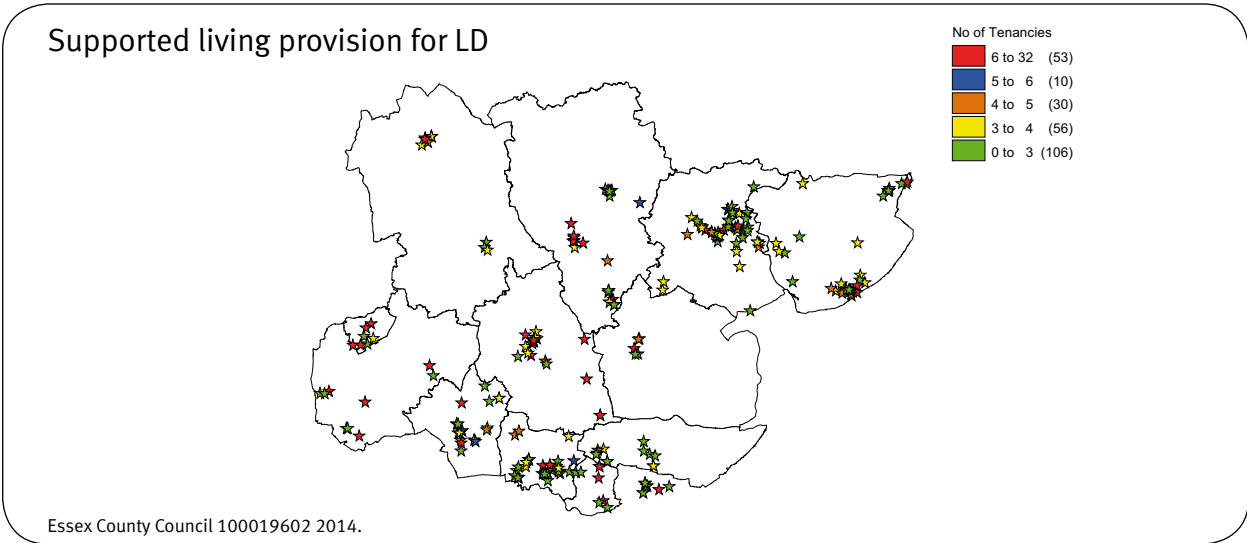 Supported living provision for LD
No of Tenancies
6 to 32 (53)
5 to 6 (10)
4 to 5 (30)
3 to 4 (56)
0 to 3 (106)
Essex County Council 100019602 2014.